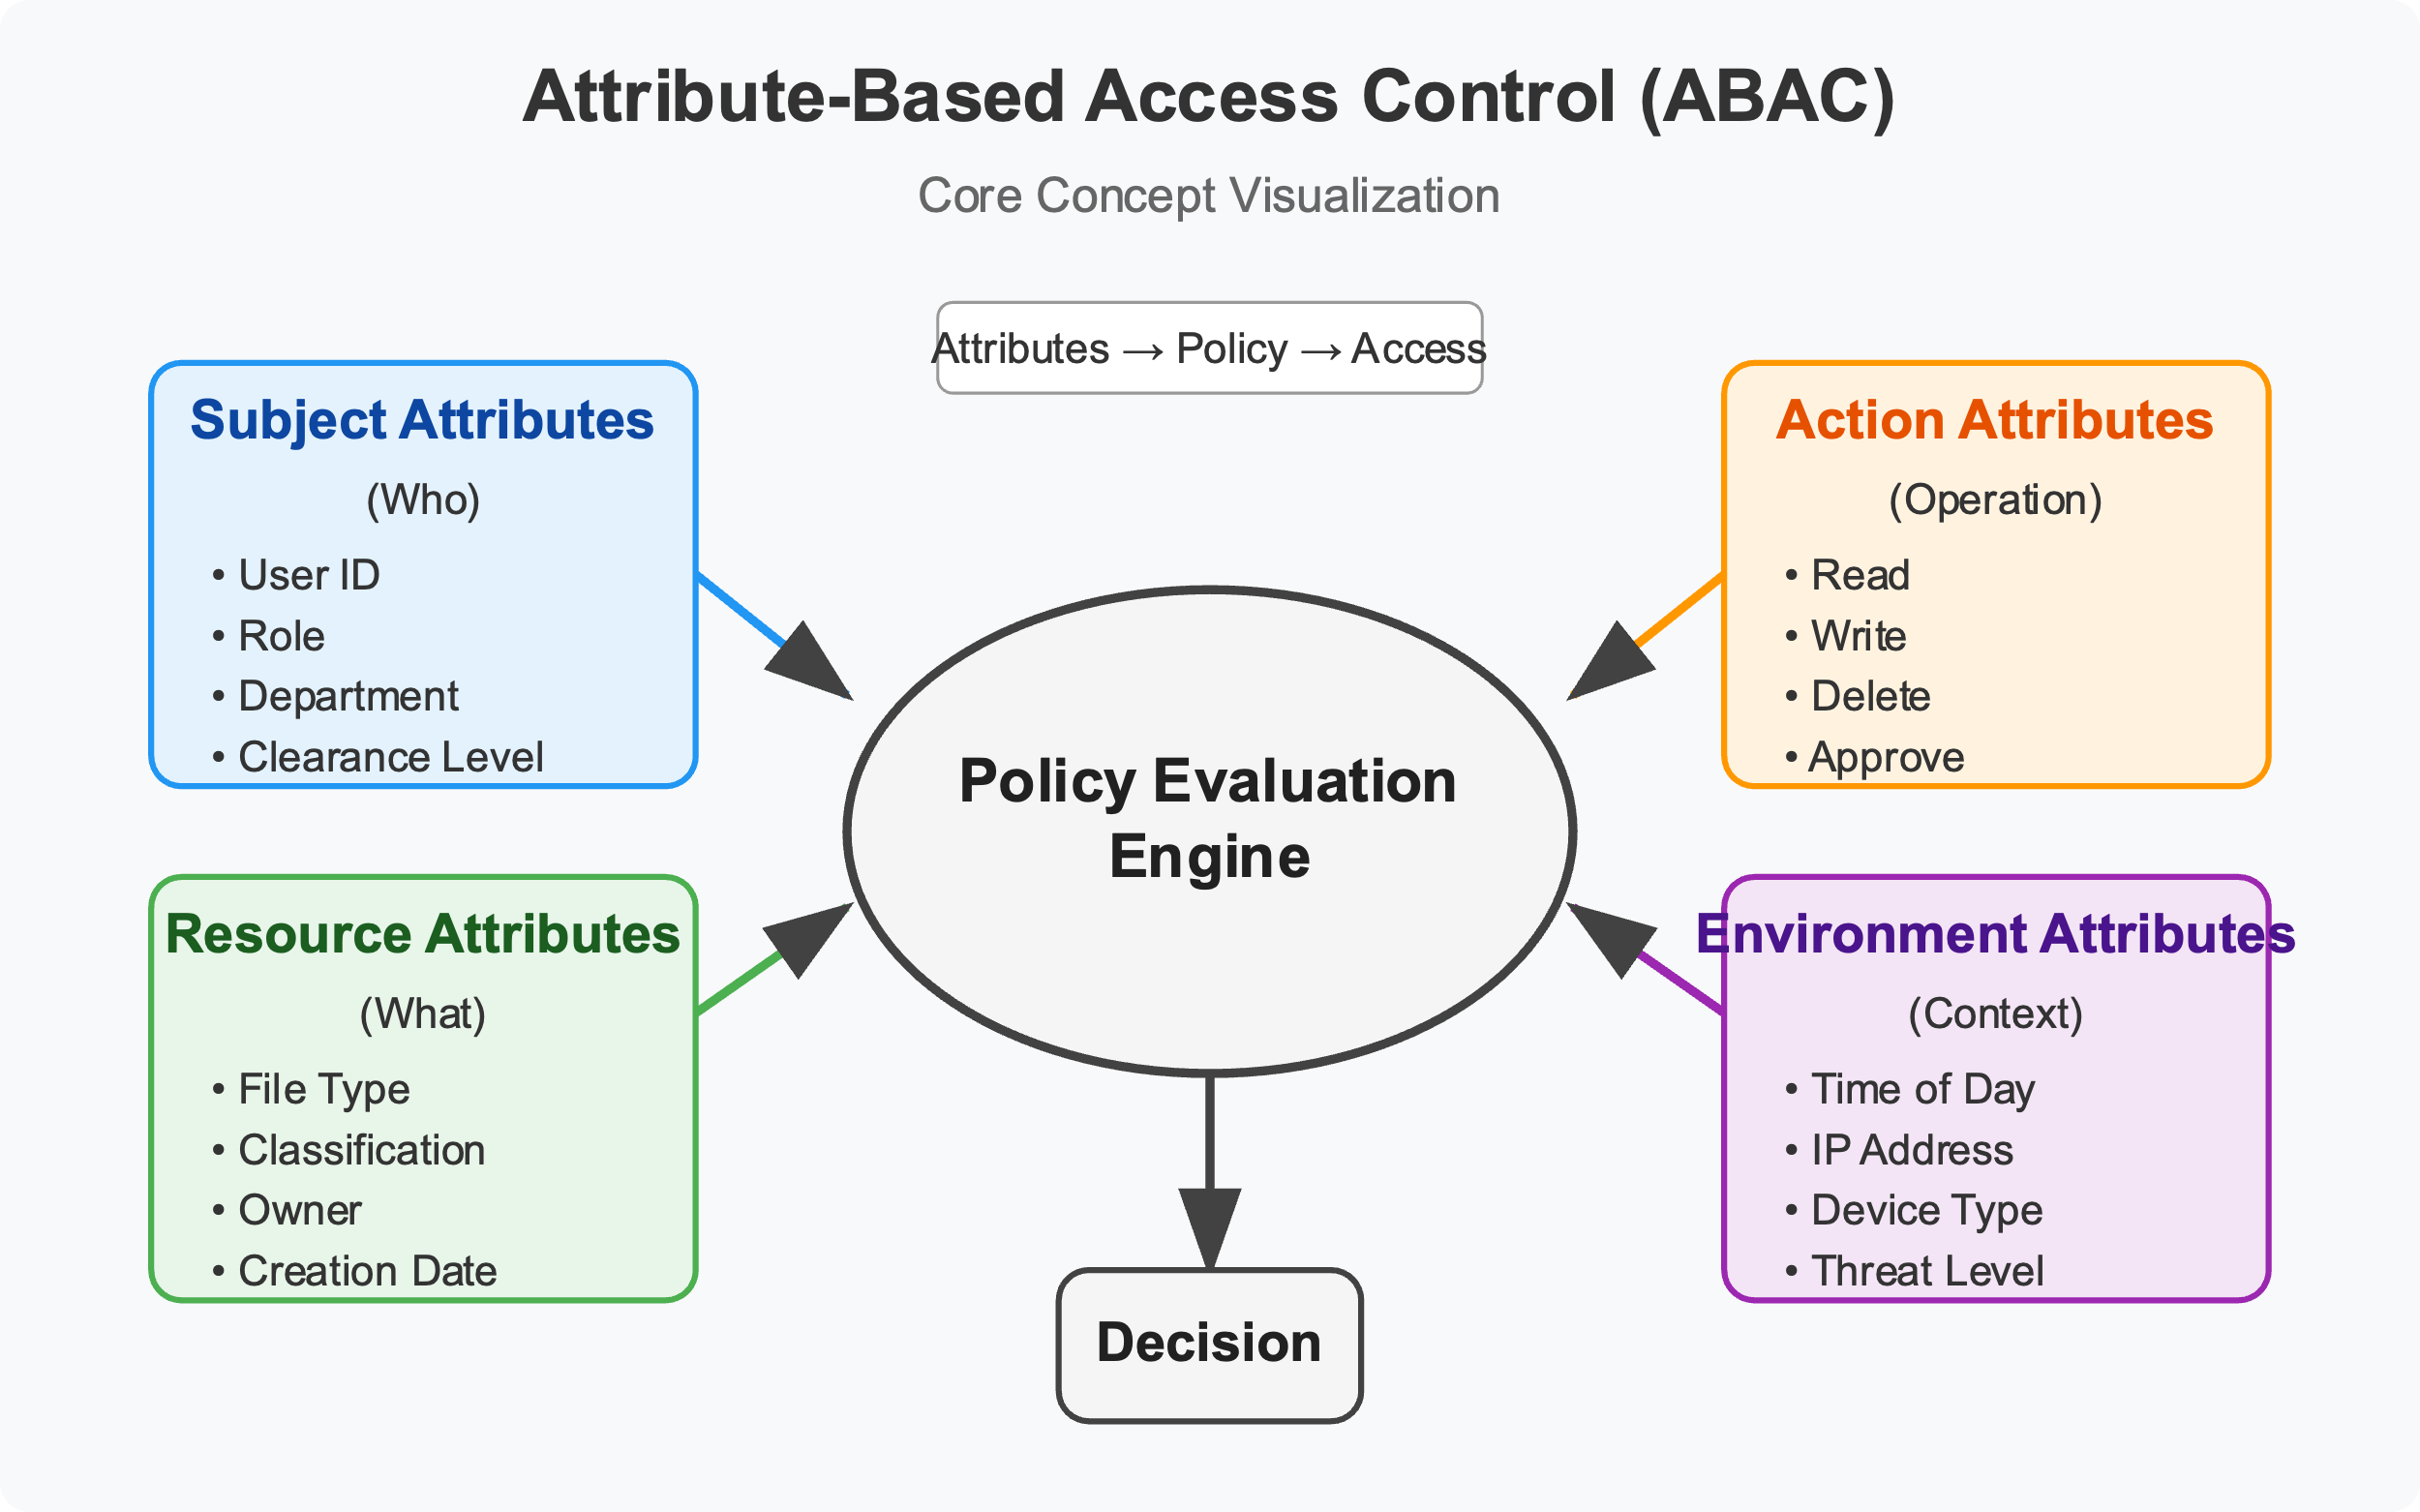 Attribute-Based Access Control (ABAC)
Core Concept Visualization
Attributes → Policy → Access
Subject Attributes
(Who)
• User ID
• Role
• Department
• Clearance Level
Action Attributes
(Operation)
• Read
• Write
• Delete
• Approve
Policy Evaluation
Engine
Resource Attributes
(What)
• File Type
• Classification
• Owner
• Creation Date
Environment Attributes
(Context)
• Time of Day
• IP Address
• Device Type
• Threat Level
Decision